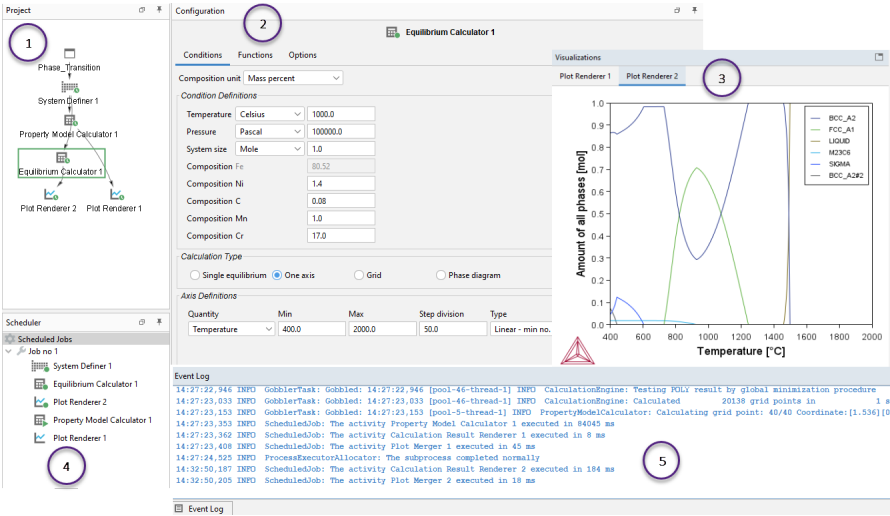 Project
1
Phase_Transition
System Definer 1
Property Model Calculator 1
Equilibrium Calculator 1
Plot Renderer 2 Plot Renderer 1
Configuration
2
Equilibrium Calculator 1
Conditions Functions Options
Composition unit Mass percent
Condition Definitions
Temperature Celsius 1000.0
Pressure Pascal 100000.0
System size Mole 1.0
Composition Fe 80.52
Composition Ni 1.4
Composition C 0.08
Composition Mn 1.0
Composition Cr 17.0
Calculation Type
Single equilibrium One axis Grid Phase diagram
Axis Definitions
Quantity Min Max Step division Type
Temperature 400.0 2000.0 50.0 Linear - min no.
Visualizations
Plot Renderer 1 Plot Renderer 2
3
Amount of all phases [mol]
1.0
0.9
0.8
0.7
0.6
0.5
0.4
0.3
0.2
0.1
0.0
400 600 800 1000 1200 1400 1600 1800 2000
Temperature [°C]
BCC_A2
FCC_A1
LIQUID
M23C6
SIGMA
BCC_A2#2
Scheduler
Scheduled Jobs
Job no 1
System Definer 1
Equilibrium Calculator 1
Plot Renderer 2
Property Model Calculator 1
Plot Renderer 1
4
Event Log
14:27:22,946 INFO GobblerTask: Gobbled: 14:27:22,946 [pool-46-thread-1] INFO CalculationEngine: Testing POLY result by global minimization procedure
14:27:23,033 INFO GobblerTask: Gobbled: 14:27:23,033 [pool-46-thread-1] INFO CalculationEngine: Calculated 20138 grid points in 1 s
14:27:23,153 INFO GobblerTask: Gobbled: 14:27:23,153 [pool-5-thread-1] INFO PropertyModelCalculator: Calculating grid point: 40/40 Coordinate:[1.536][0
14:27:23,353 INFO ScheduledJob: The activity Property Model Calculator 1 executed in 84045 ms
14:27:23,362 INFO ScheduledJob: The activity Calculation Result Renderer 1 executed in 8 ms
14:27:23,408 INFO ScheduledJob: The activity Plot Merger 1 executed in 45 ms
14:27:24,525 INFO ProcessExecutorAllocator: The subprocess completed normally
14:32:50,187 INFO ScheduledJob: The activity Calculation Result Renderer 2 executed in 184 ms
14:32:50,205 INFO ScheduledJob: The activity Plot Merger 2 executed in 18 ms
5
Event Log